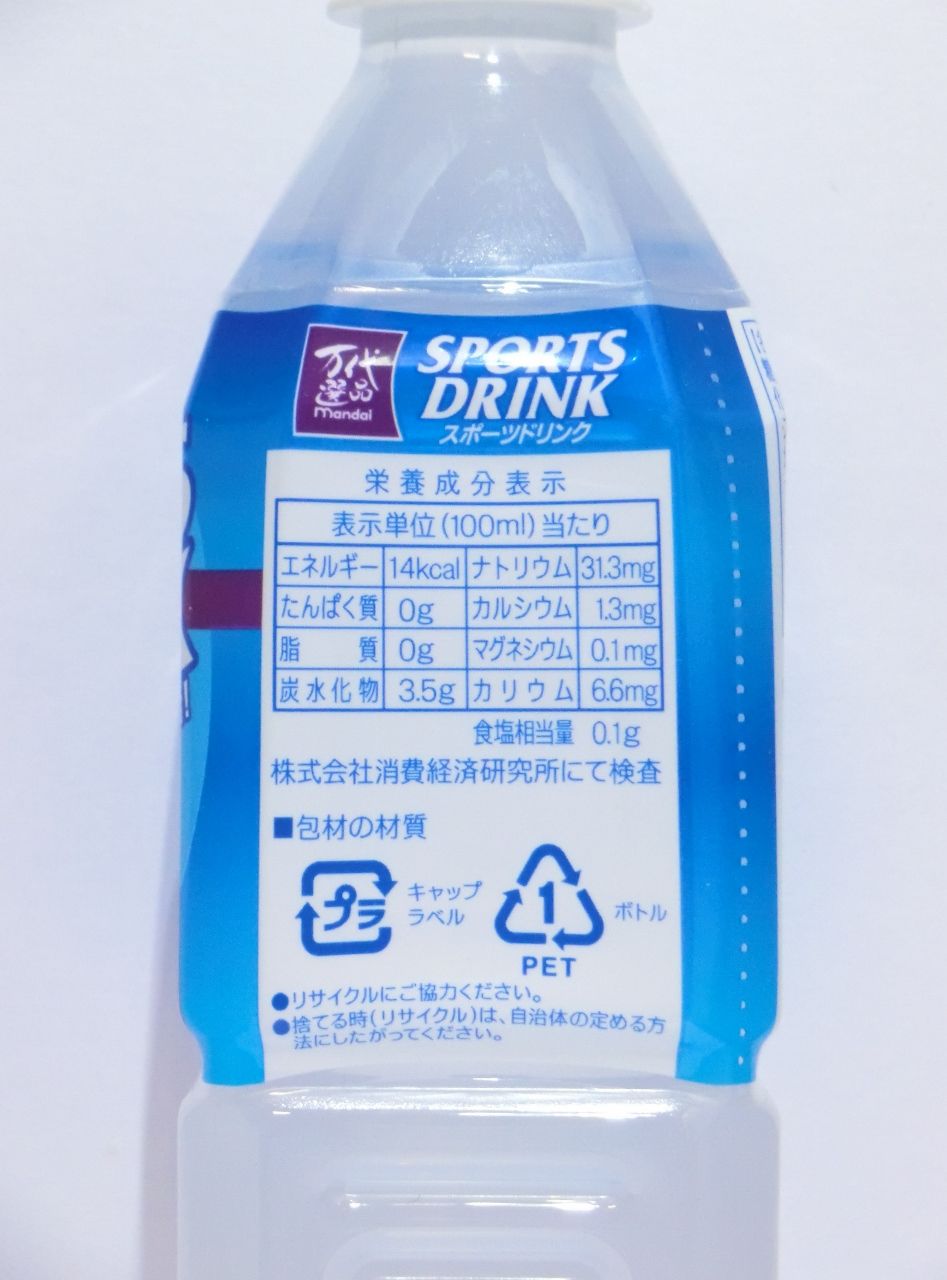 万代
選品
mandai
SPORTS
DRINK
スポーツドリンク
栄養成分表示
表示単位(100ml)当たり
エネルギー 14kcal ナトリウム 31.3mg
たんぱく質 0g カルシウム 1.3mg
脂質 0g マグネシウム 0.1mg
炭水化物 3.5g カリウム 6.6mg
食塩相当量 0.1g
株式会社消費経済研究所にて検査
■包材の材質
プラ キャップ
ラベル
1 ボトル
PET
●リサイクルにご協力ください。
●捨てる時(リサイクル)は、自治体の定める方
法にしたがってください。